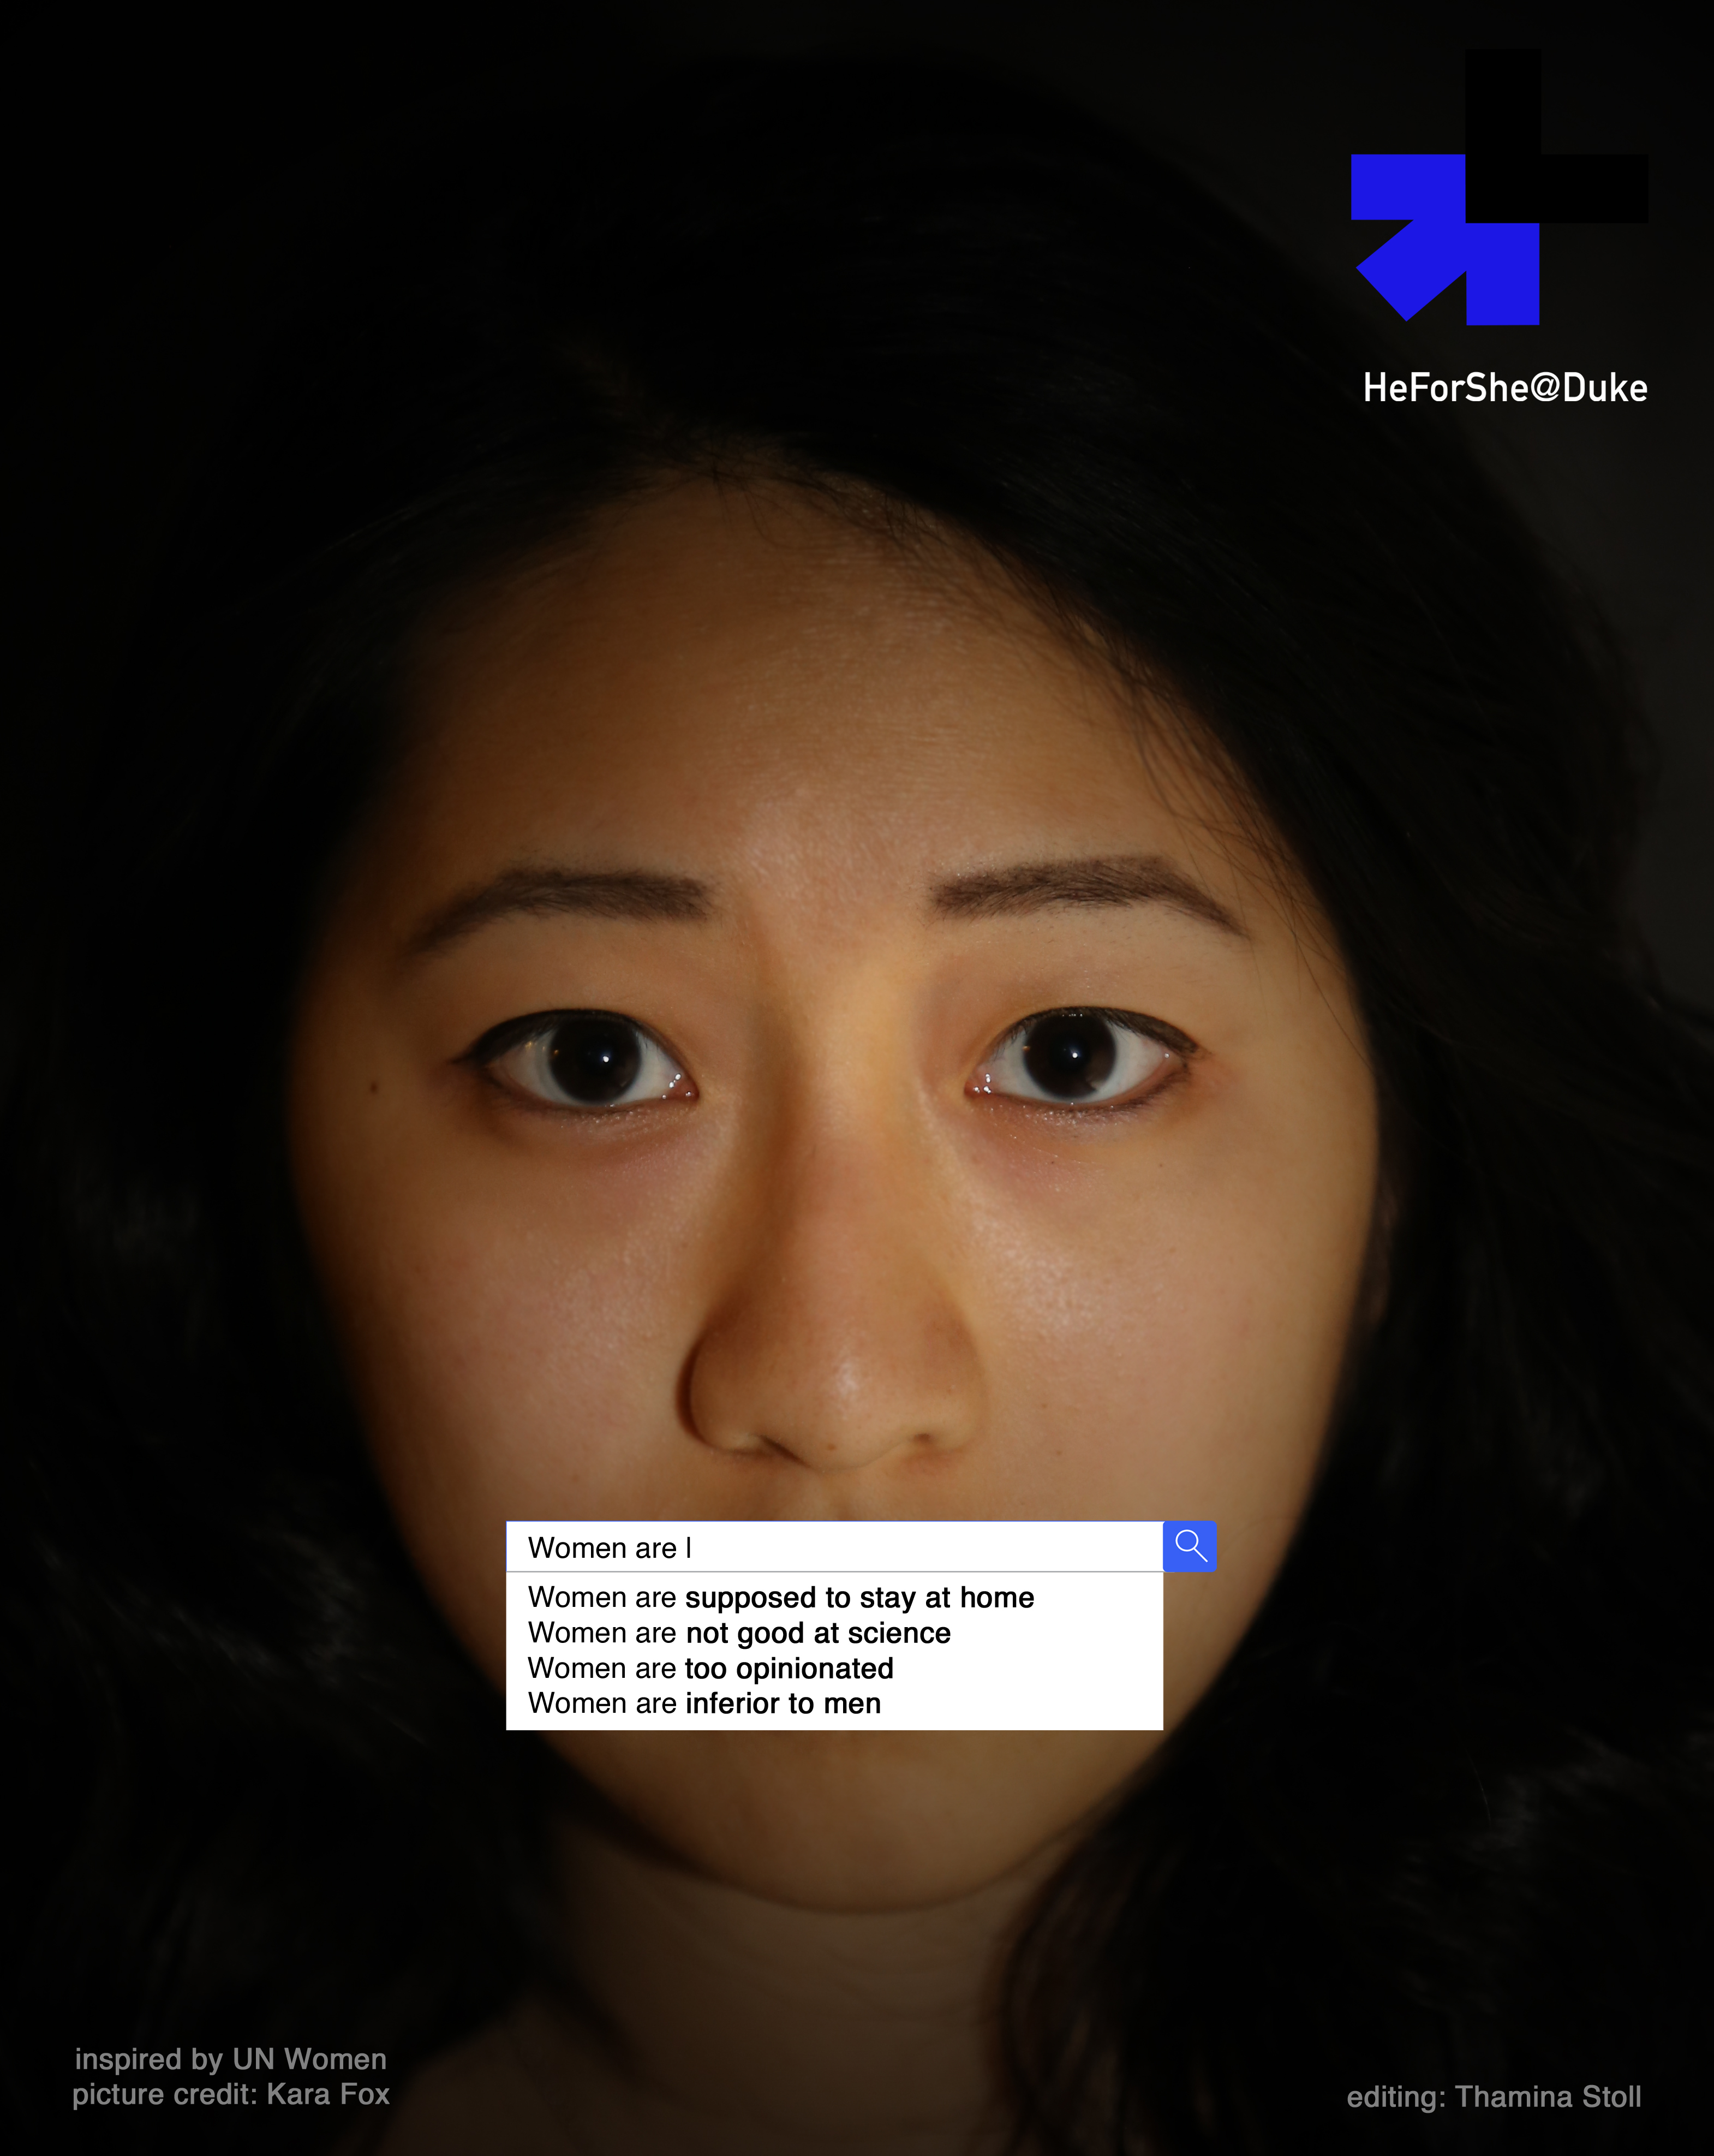 HeForShe@Duke
Women are
Women are supposed to stay at home
Women are not good at science
Women are too opinionated
Women are inferior to men
inspired by UN Women
picture credit: Kara Fox
editing: Thamina Stoll